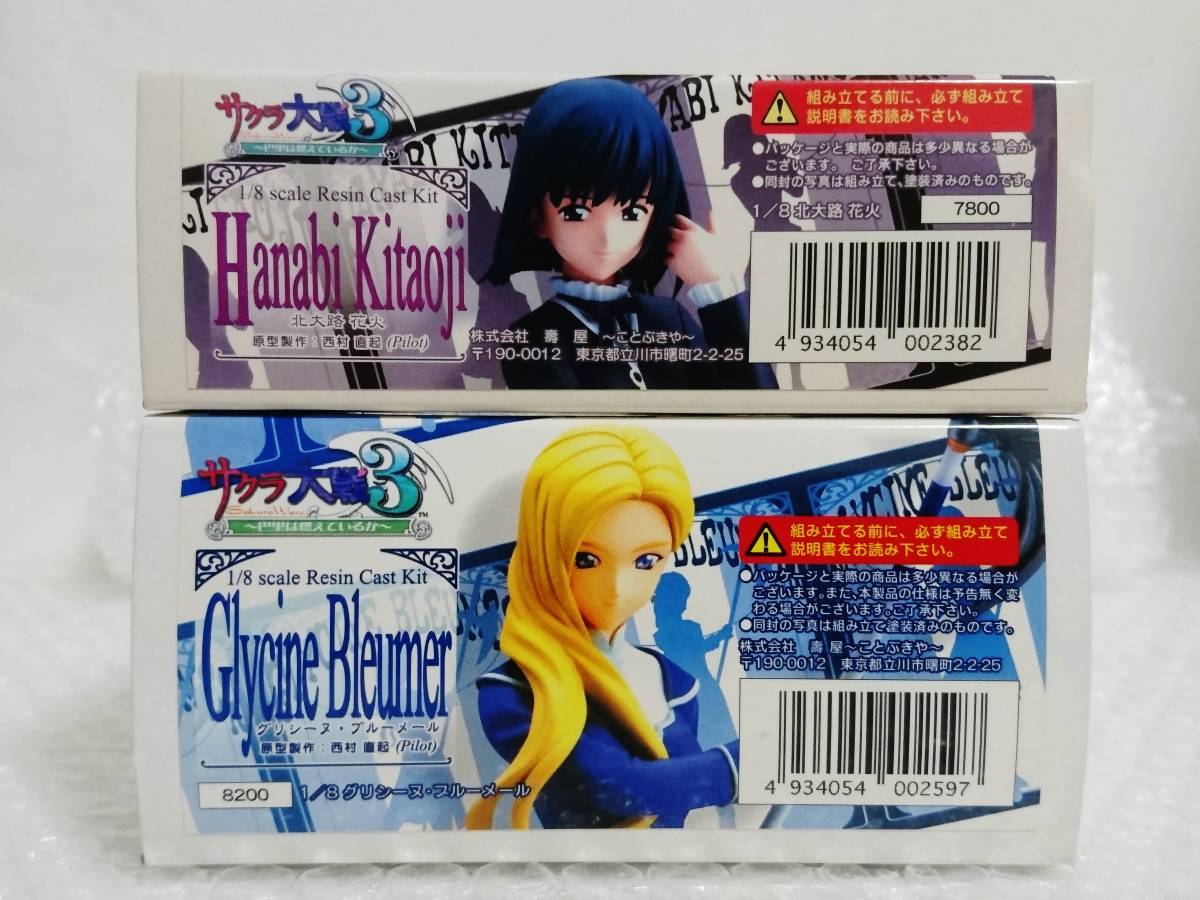 サクラ大戦3
Sakura Wars
～巴里は燃えているか～
1/8 scale Resin Cast Kit
Hanabi Kitaoji
北大路 花火
原型製作：西村 直起 (Pilot)
株式会社 壽屋 ～ことぶきや～
〒190-0012 東京都立川市曙町2-2-25
組み立てる前に、必ず組み立て
説明書をお読み下さい。
●パッケージと実際の商品は多少異なる場合が
ございます。 ご了承下さい。
●同封の写真は組み立て、塗装済みのものです。
1／8 北大路 花火
7800
4 934054 002382
サクラ大戦3
Sakura Wars
TM
～巴里は燃えているか～
1/8 scale Resin Cast Kit
Glycine Bleumer
グリシーヌ・ブルーメール
原型製作：西村 直起 (Pilot)
8200
1／8 グリシーヌ・ブルーメール
組み立てる前に、必ず組み立て
説明書をお読み下さい。
●パッケージと実際の商品は多少異なる場合が
ございます。また、本製品の仕様は予告無く変
わる場合がございます。ご了承下さい。
●同封の写真は組み立て塗装済みのものです。
株式会社 壽屋～ことぶきや～
〒190-0012 東京都立川市曙町2-2-25
4 934054 002597